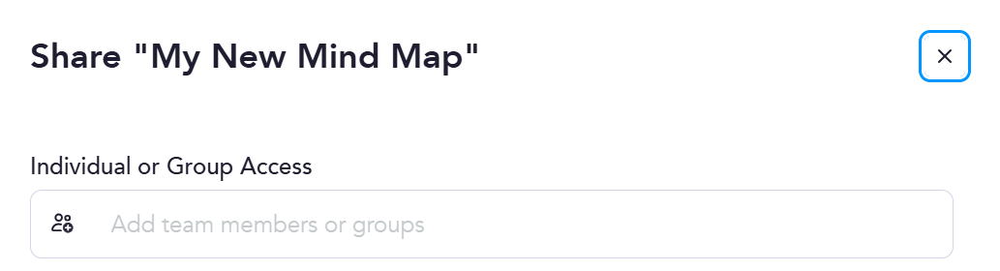 Share "My New Mind Map"
Individual or Group Access
Add team members or groups